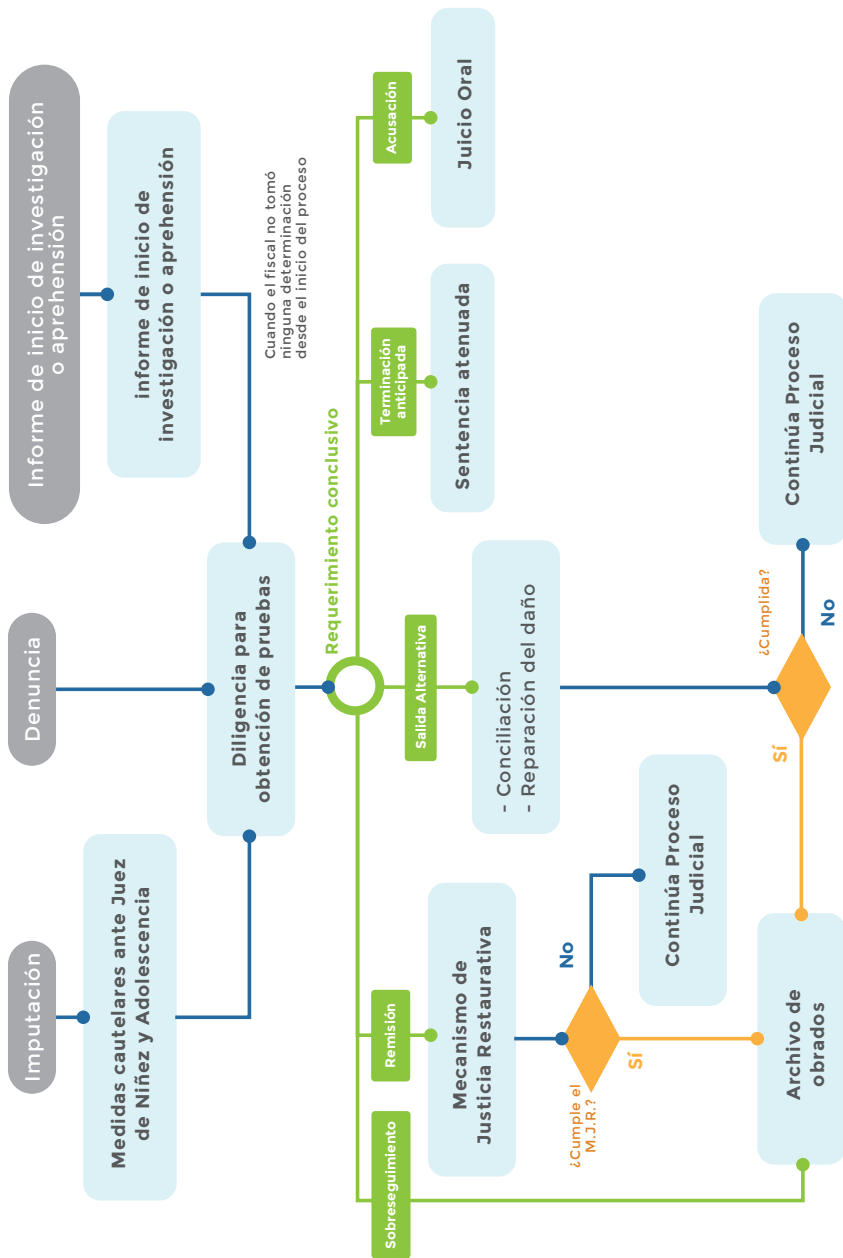 Imputación
Denuncia
Informe de inicio de investigación
o aprehensión
Medidas cautelares ante Juez
de Niñez y Adolescencia
informe de inicio de
investigación o aprehensión
Diligencia para
obtención de pruebas
Cuando el fiscal no tomó
ninguna determinación
desde el inicio del proceso
Requerimiento conclusivo
Sobreseguimiento
Remisión
Salida Alternativa
Terminación
anticipada
Acusación
Mecanismo de
Justicia Restaurativa
- Conciliación
- Reparación del daño
Sentencia atenuada
Juicio Oral
¿Cumple el
M.J.R.?
No
Sí
Continúa Proceso
Judicial
¿Cumplida?
Sí
No
Archivo de
obrados
Continúa Proceso
Judicial